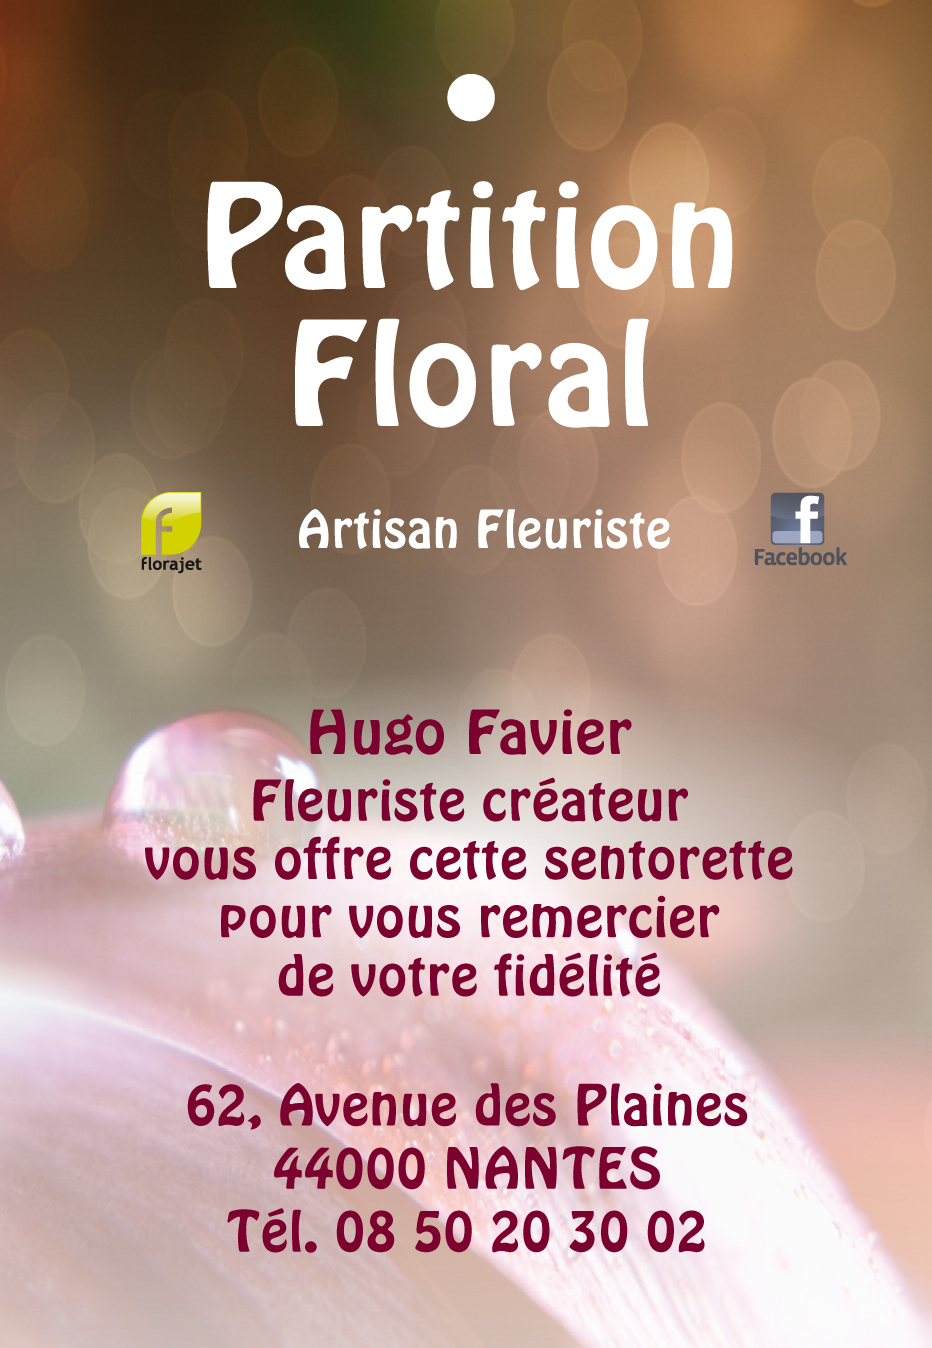 Partition
Floral
florajet
Artisan Fleuriste
Facebook
Hugo Favier
Fleuriste créateur
vous offre cette sentorette
pour vous remercier
de votre fidélité
62, Avenue des Plaines
44000 NANTES
Tél. 08 50 20 30 02